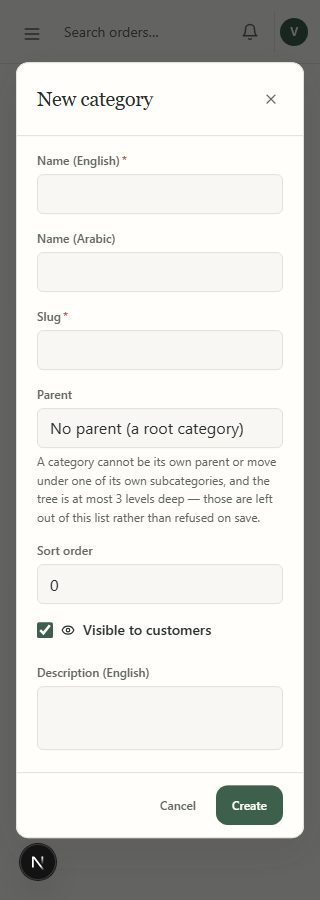 Search orders...
V
New category
Name (English) *
Name (Arabic)
Slug *
Parent
No parent (a root category)
A category cannot be its own parent or move
under one of its own subcategories, and the
tree is at most 3 levels deep — those are left
out of this list rather than refused on save.
Sort order
0
Visible to customers
Description (English)
Cancel
Create
N